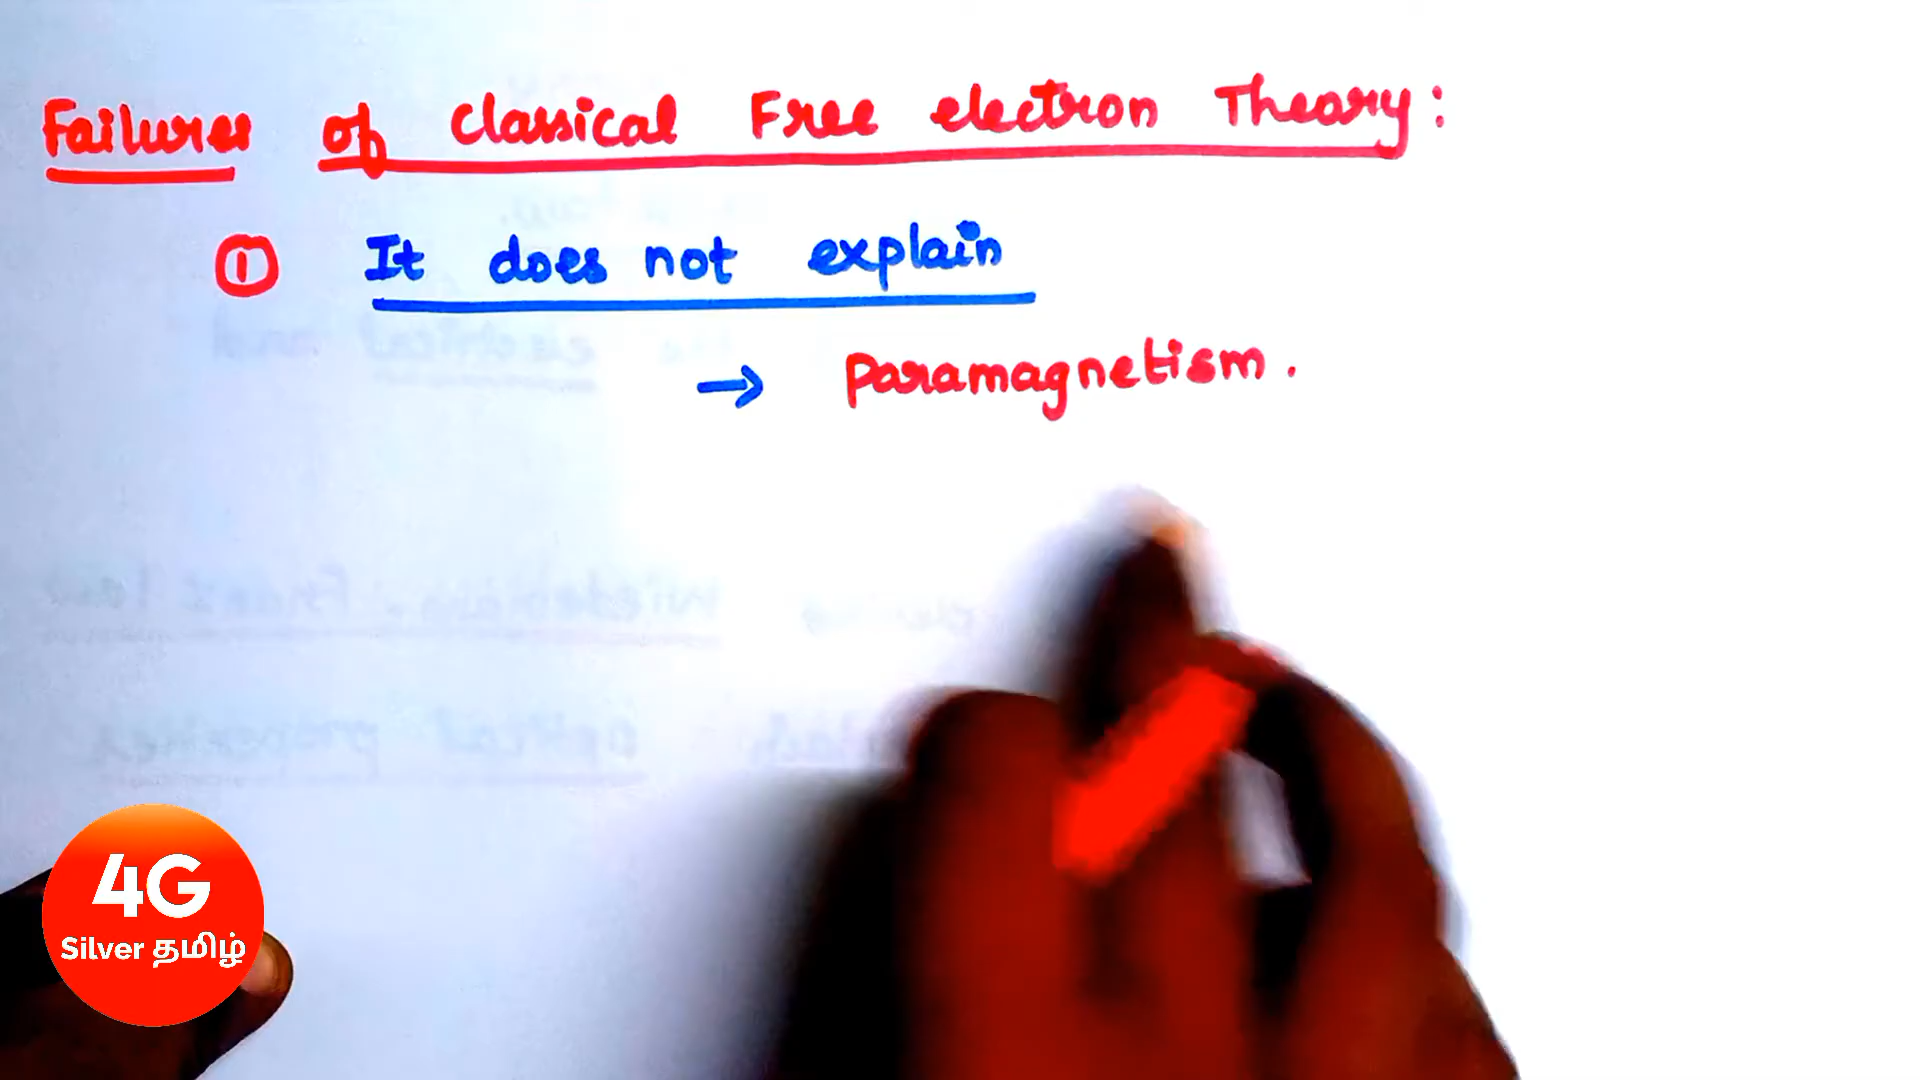 Failures of classical Free electron Theory:
① It does not explain
→ Paramagnetism.
4G
Silver தமிழ்